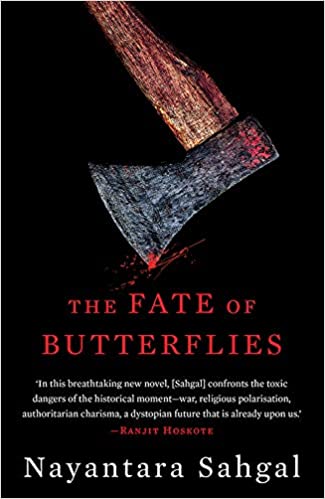 THE FATE OF
BUTTERFLIES
‘In this breathtaking new novel, [Sahgal] confronts the toxic
dangers of the historical moment—war, religious polarisation,
authoritarian charisma, a dystopian future that is already upon us.’
—RANJIT HOSKOTE
Nayantara Sahgal